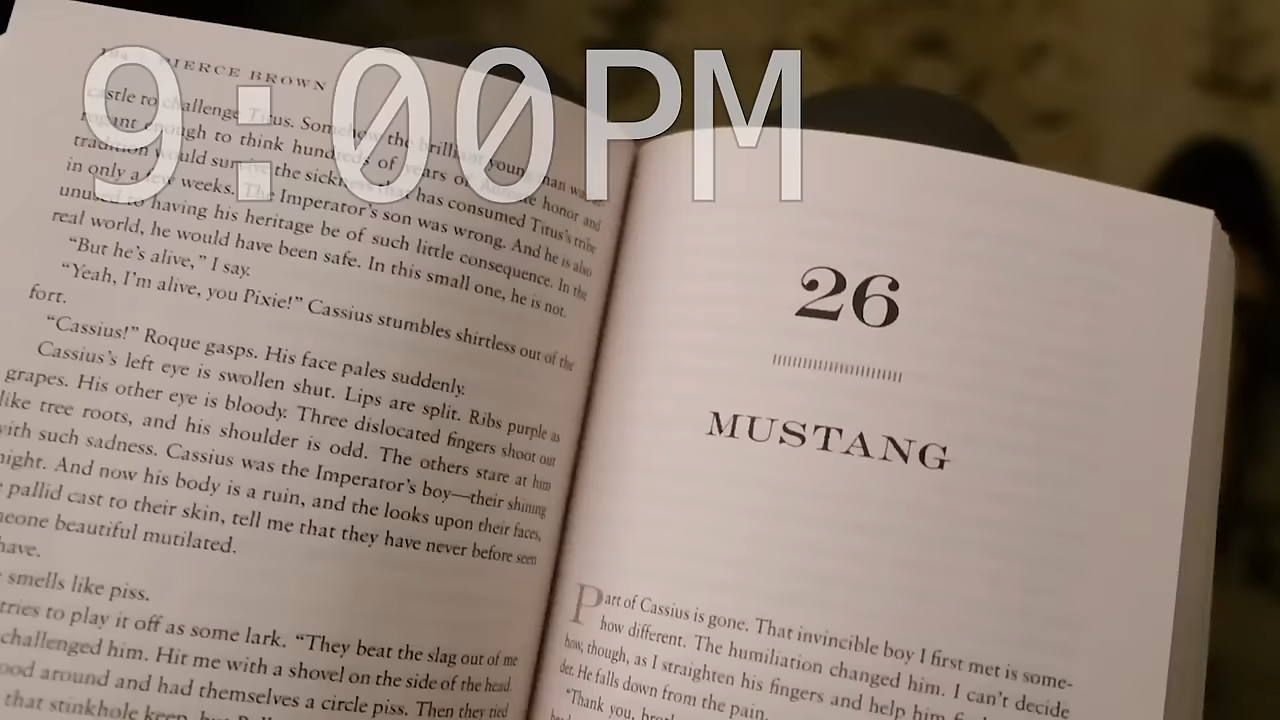 9:00PM
PIERCE BROWN
castle to challenge Titus. Somehow the brilliant young man was ar-
rogant enough to think hundreds of years of Augate honor and
tradition would survive the sickness that has consumed Titus's tribe
in only a few weeks. The Imperator's son was wrong. And he is also
unused to having his heritage be of such little consequence. In the
real world, he would have been safe. In this small one, he is not.
“But he's alive,” I say.
“Yeah, I'm alive, you Pixie!” Cassius stumbles shirtless out of the
fort.
“Cassius!” Roque gasps. His face pales suddenly.
Cassius's left eye is swollen shut. Lips are split. Ribs purple as
grapes. His other eye is bloody. Three dislocated fingers shoot out
like tree roots, and his shoulder is odd. The others stare at him
with such sadness. Cassius was the Imperator's boy—their shining
night. And now his body is a ruin, and the looks upon their faces,
pallid cast to their skin, tell me that they have never before seen
meone beautiful mutilated.
have.
smells like piss.
tries to play it off as some lark. “They beat the slag out of me
challenged him. Hit me with a shovel on the side of the head.
ood around and had themselves a circle piss. Then they tied
that stinkhole keep, but
26
MUSTANG
Part of Cassius is gone. That invincible boy I first met is some-
how different. The humiliation changed him. I can't decide
how, though, as I straighten his fingers and help him
der. He falls down from the pain.
“Thank you,